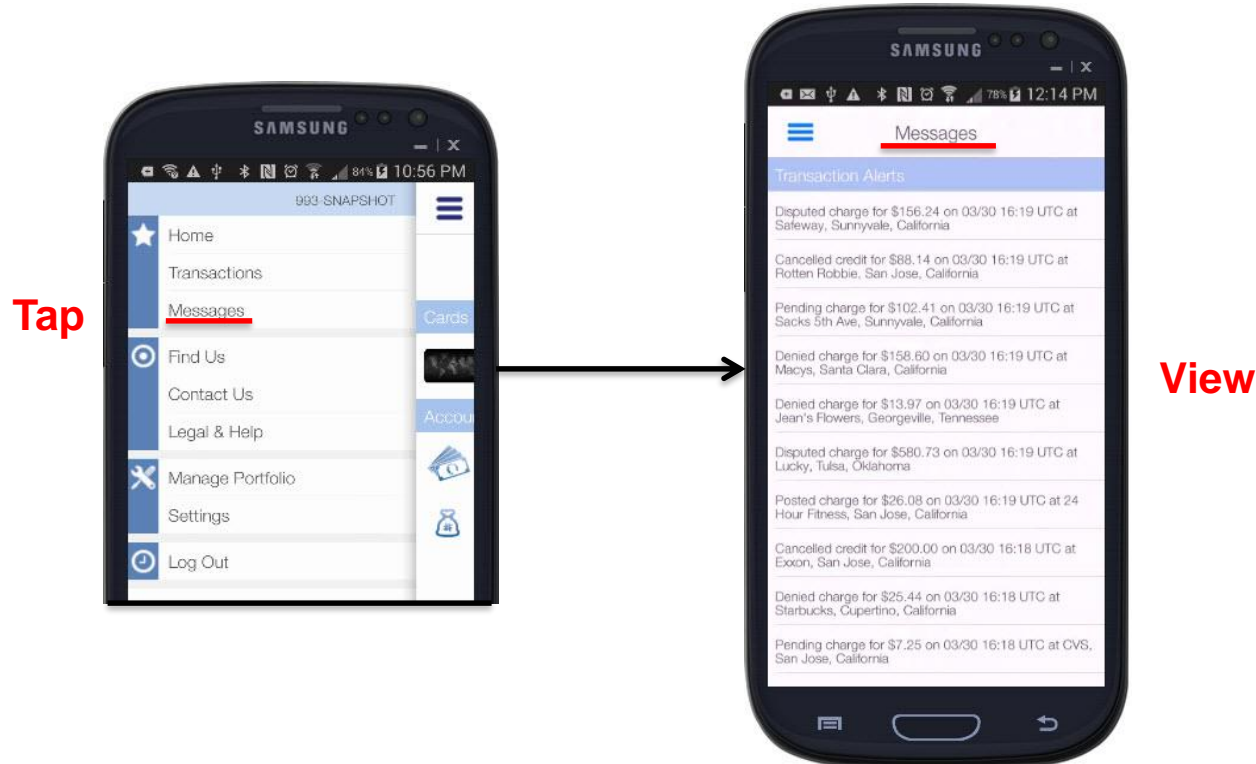 Tap
SAMSUNG
84% 10:56 PM
993-SNAPSHOT
Home
Transactions
Messages
Find Us
Contact Us
Legal & Help
Manage Portfolio
Settings
Log Out
Cards
Accou
SAMSUNG
78% 12:14 PM
Messages
Transaction Alerts
Disputed charge for $156.24 on 03/30 16:19 UTC at
Safeway, Sunnyvale, California
Cancelled credit for $88.14 on 03/30 16:19 UTC at
Rotten Robbie, San Jose, California
Pending charge for $102.41 on 03/30 16:19 UTC at
Sacks 5th Ave, Sunnyvale, California
Denied charge for $158.60 on 03/30 16:19 UTC at
Macys, Santa Clara, California
Denied charge for $13.97 on 03/30 16:19 UTC at
Jean's Flowers, Georgeville, Tennessee
Disputed charge for $580.73 on 03/30 16:19 UTC at
Lucky, Tulsa, Oklahoma
Posted charge for $26.08 on 03/30 16:19 UTC at 24
Hour Fitness, San Jose, California
Cancelled credit for $200.00 on 03/30 16:18 UTC at
Exxon, San Jose, California
Denied charge for $25.44 on 03/30 16:18 UTC at
Starbucks, Cupertino, California
Pending charge for $7.25 on 03/30 16:18 UTC at CVS,
San Jose, California
View